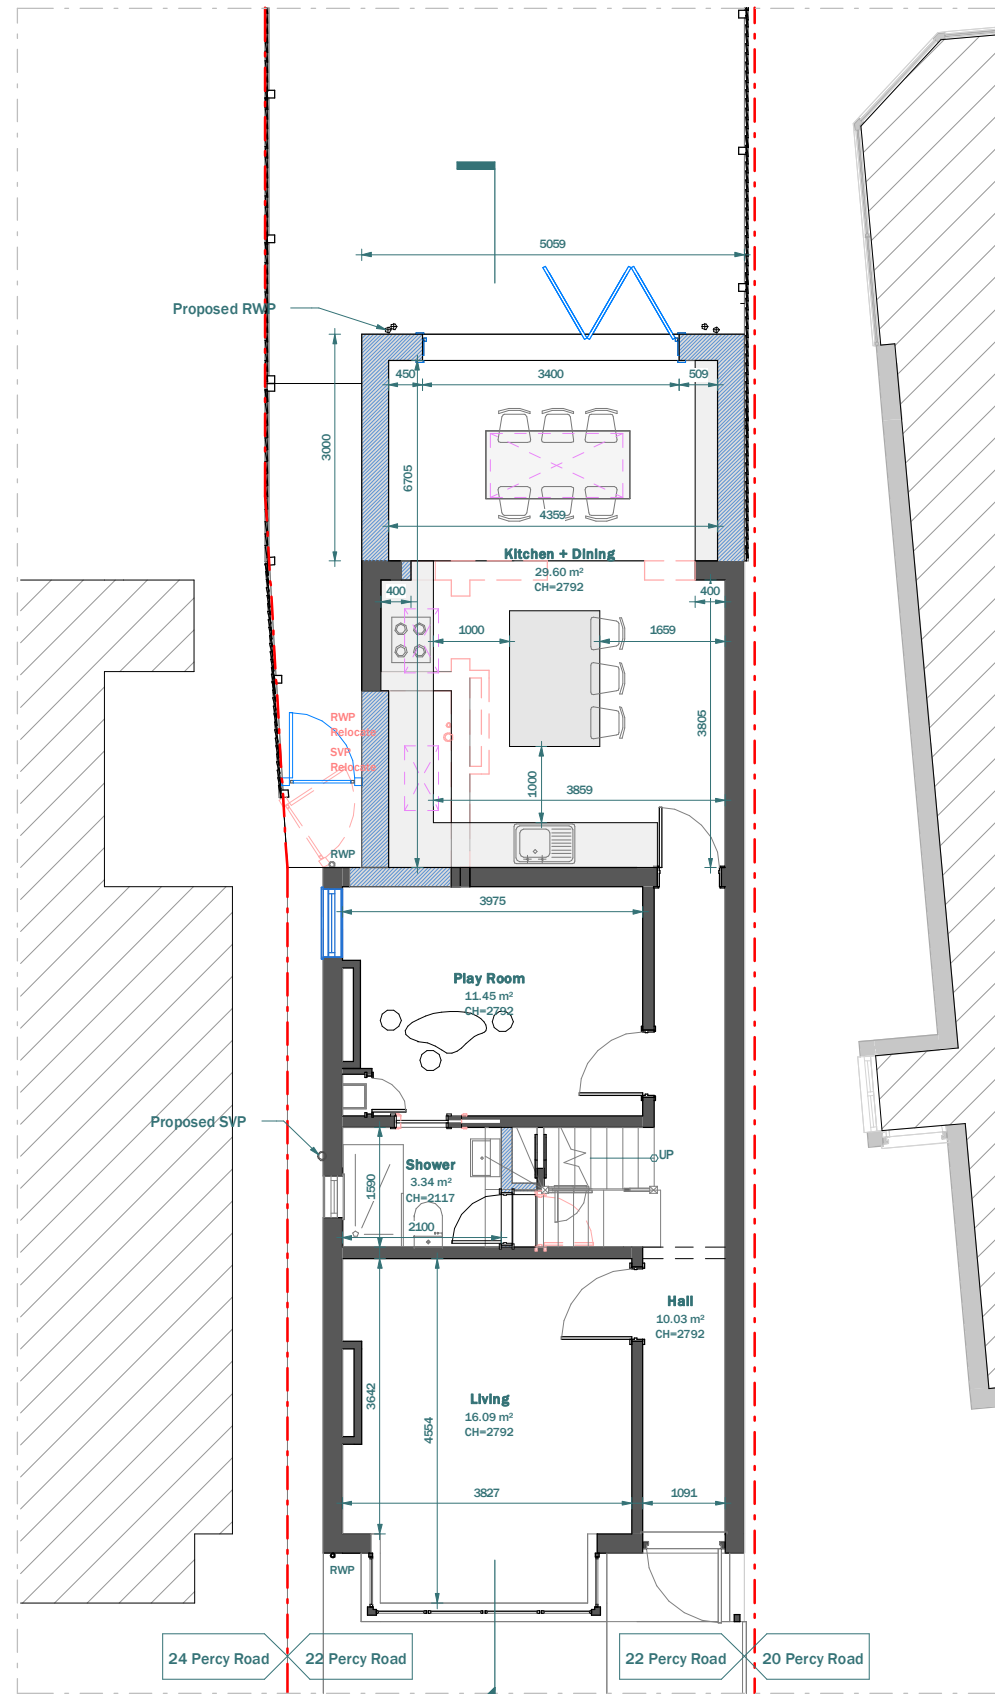 5059
Proposed RWP
450
3400
509
3000
6705
4359
Kitchen + Dining
29.60 m²
CH=2792
400
400
1000
1659
RWP
SVP
3805
1000
3859
RWP
3975
Play Room
11.45 m²
CH=2792
Proposed SVP
UP
Shower
3.34 m²
CH=2117
1590
2100
Hall
10.03 m²
CH=2792
3642
4554
Living
16.09 m²
CH=2792
3827
1091
RWP
24 Percy Road
22 Percy Road
22 Percy Road
20 Percy Road